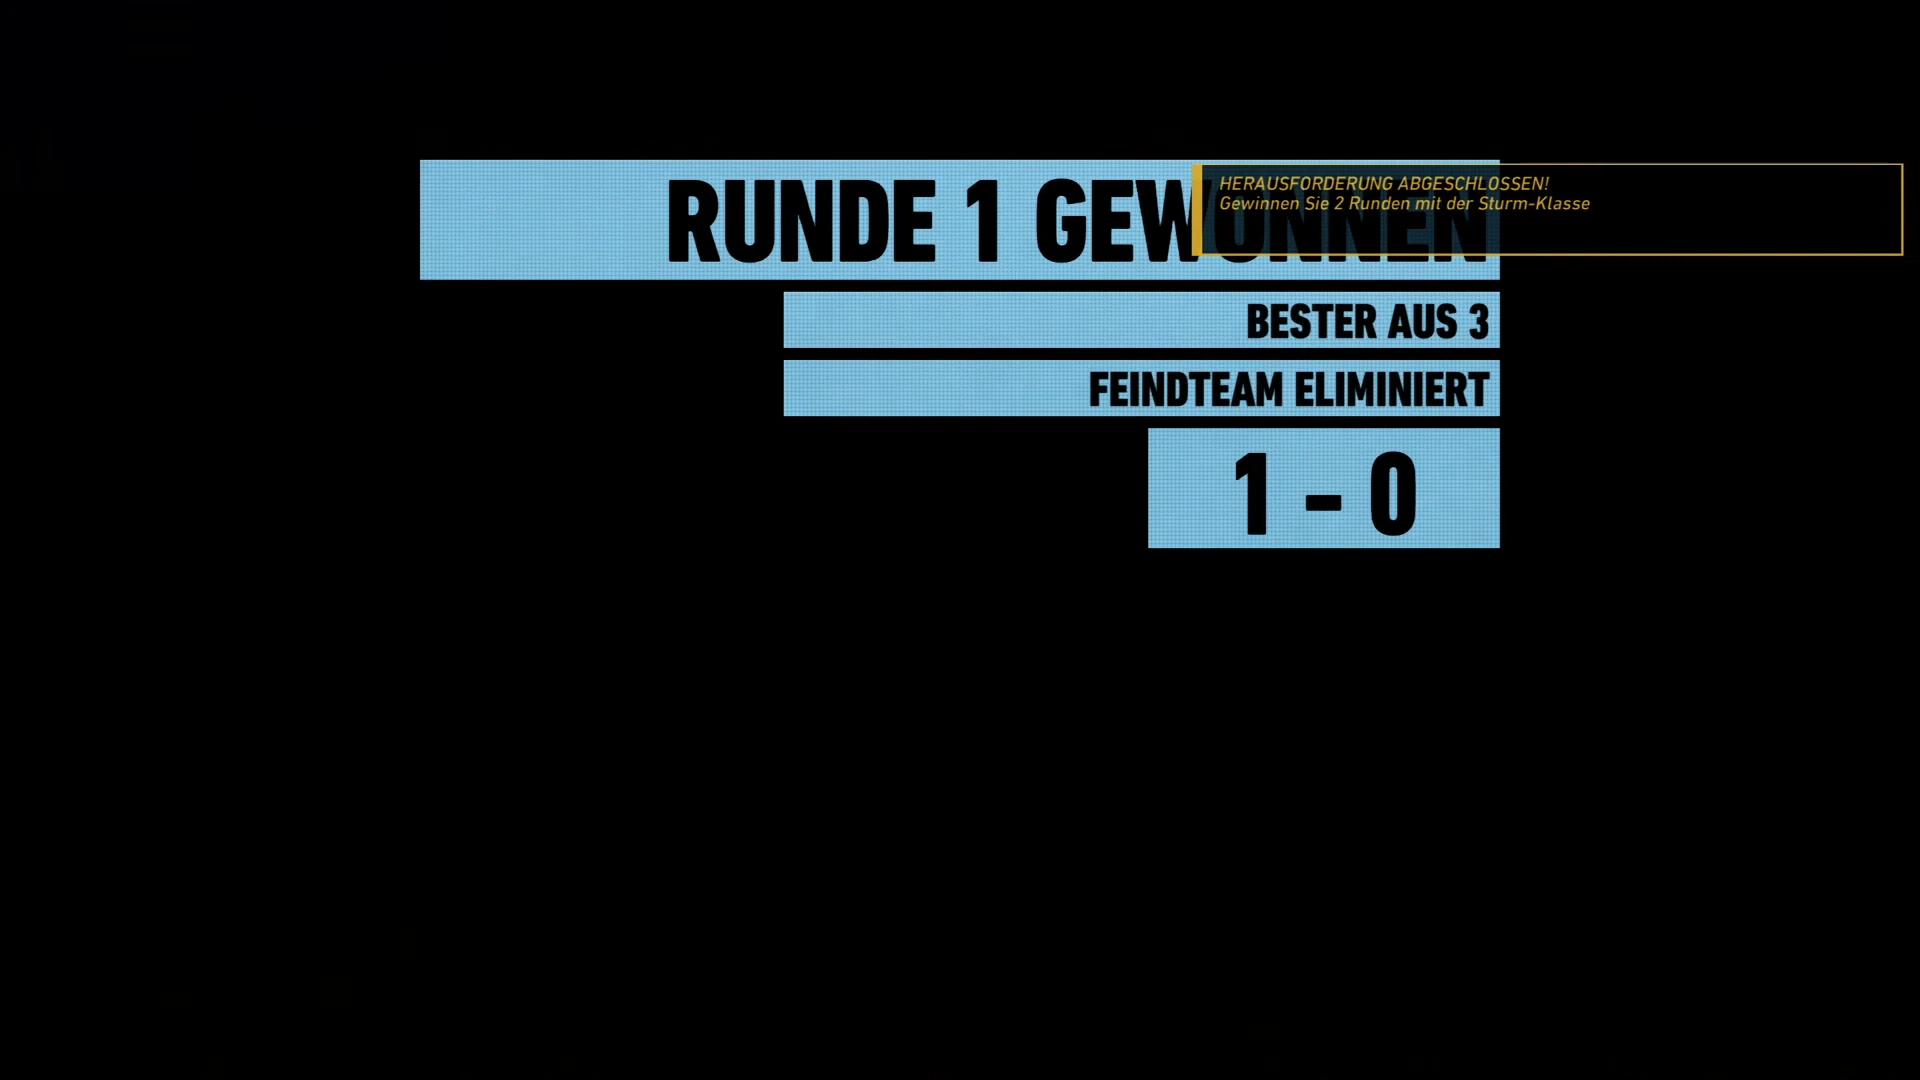 RUNDE 1 GEWONNEN
HERAUSFORDERUNG ABGESCHLOSSEN!
Gewinnen Sie 2 Runden mit der Sturm-Klasse
BESTER AUS 3
FEINDTEAM ELIMINIERT
1 - 0